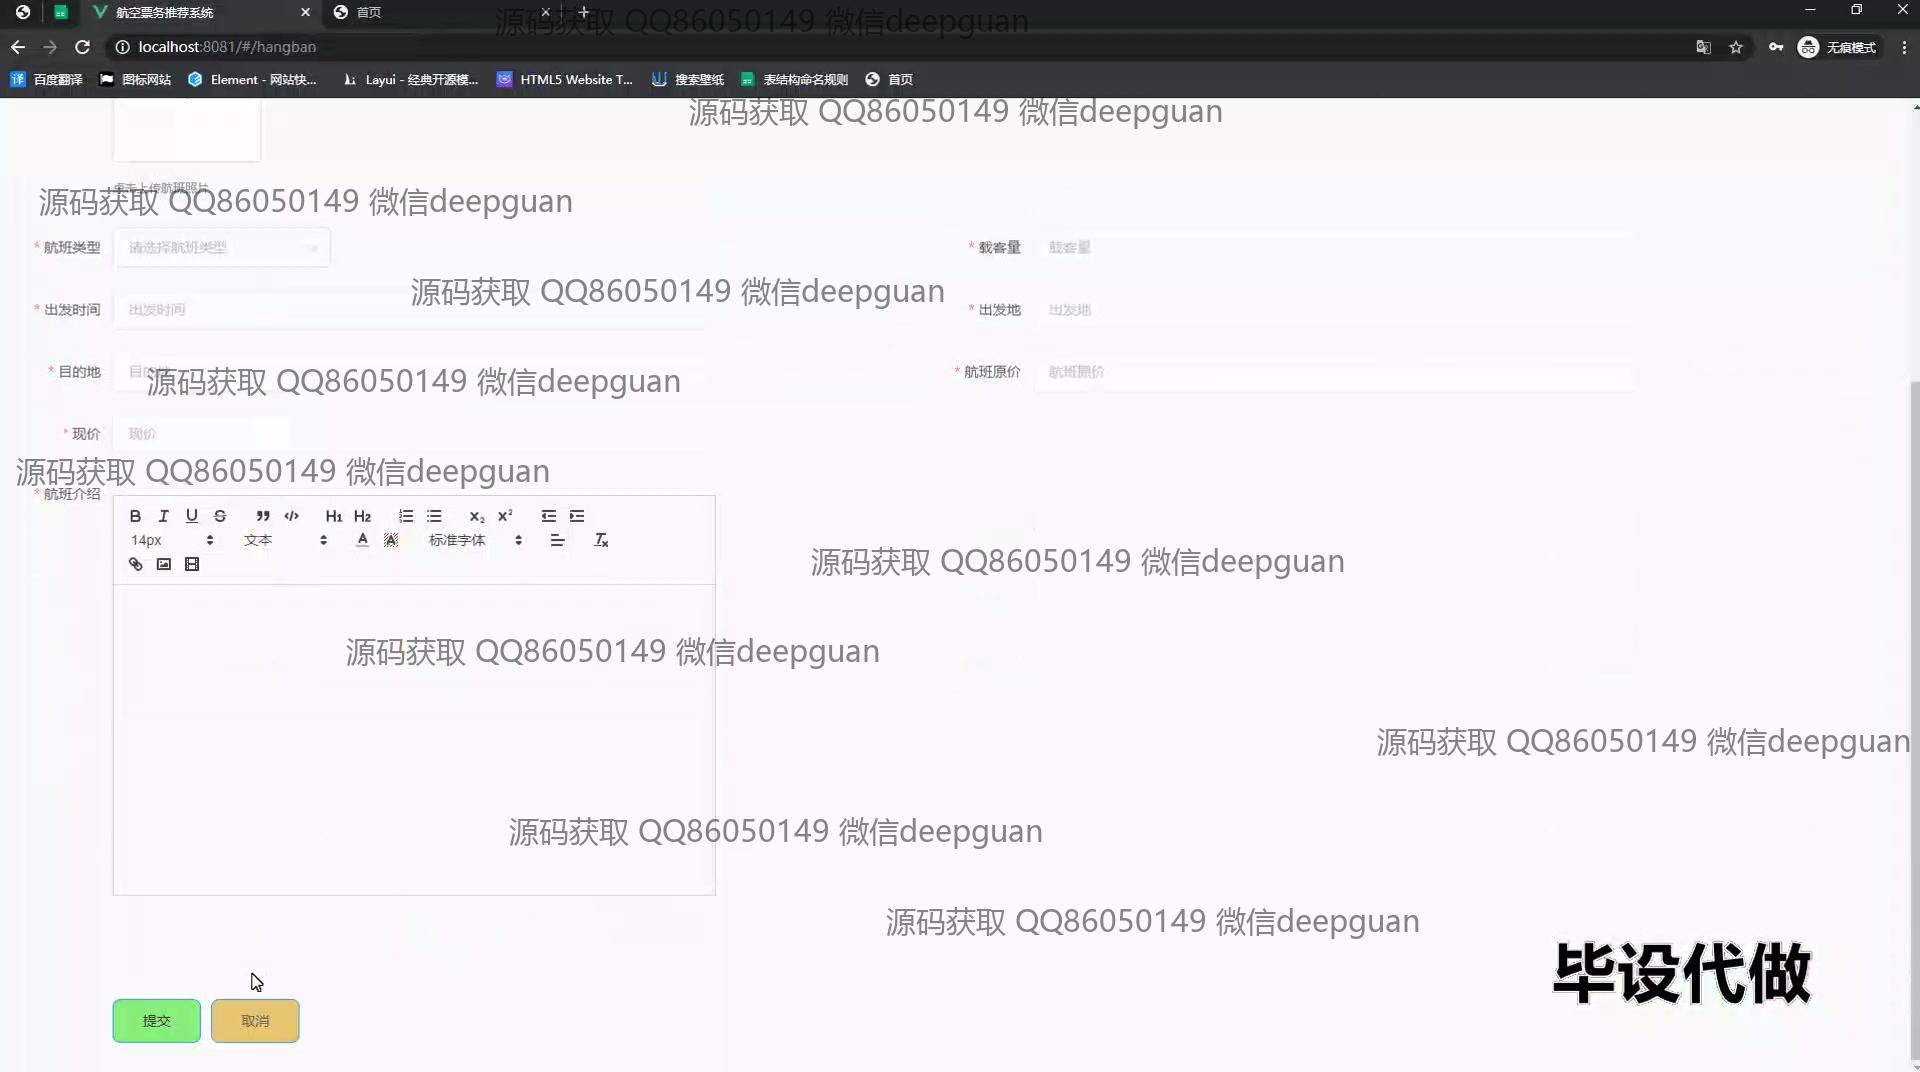 航空票务推荐系统
首页
源码获取 QQ86050149 微信deepguan
localhost:8081/#/hangban
无痕模式
百度翻译
图标网站
Element - 网站快...
Layui - 经典开源模...
HTML5 Website T...
搜索壁纸
表结构命名规则
首页
源码获取 QQ86050149 微信deepguan
点击上传航班照片
源码获取 QQ86050149 微信deepguan
* 航班类型 请选择航班类型
* 载客量 载客量
源码获取 QQ86050149 微信deepguan
* 出发时间 出发时间
* 出发地 出发地
* 目的地 目的地
源码获取 QQ86050149 微信deepguan
* 航班原价 航班原价
* 现价 现价
源码获取 QQ86050149 微信deepguan
* 航班介绍
B I U S H1 H2 x₂ x²
14px 文本 A A 标准字体
源码获取 QQ86050149 微信deepguan
源码获取 QQ86050149 微信deepguan
源码获取 QQ86050149 微信deepguan
源码获取 QQ86050149 微信deepguan
源码获取 QQ86050149 微信deepguan
毕设代做
提交 取消